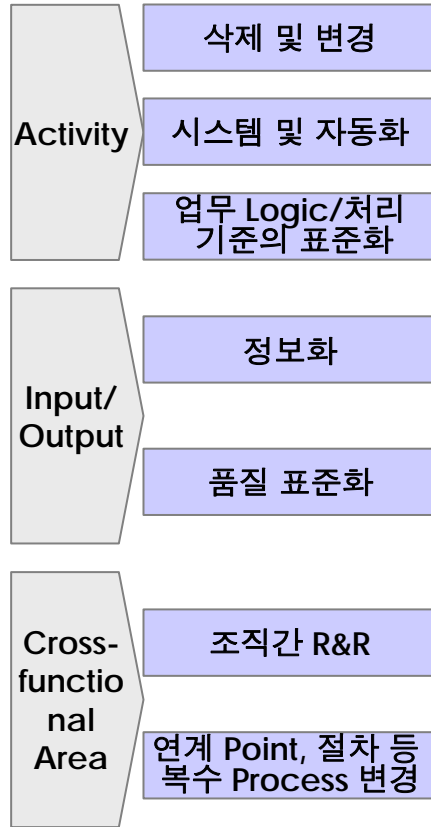 Activity
삭제 및 변경
시스템 및 자동화
업무 Logic/처리
기준의 표준화
Input/
Output
정보화
품질 표준화
Cross-
functio
nal
Area
조직간 R&R
연계 Point, 절차 등
복수 Process 변경